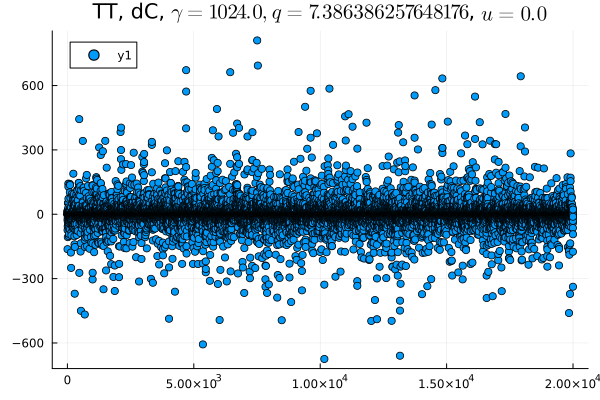 TT, dC, γ = 1024.0, q = 7.386386257648176, u = 0.0
y1
600
300
0
−300
−600
0 5.00×10³ 1.00×10⁴ 1.50×10⁴ 2.00×10⁴